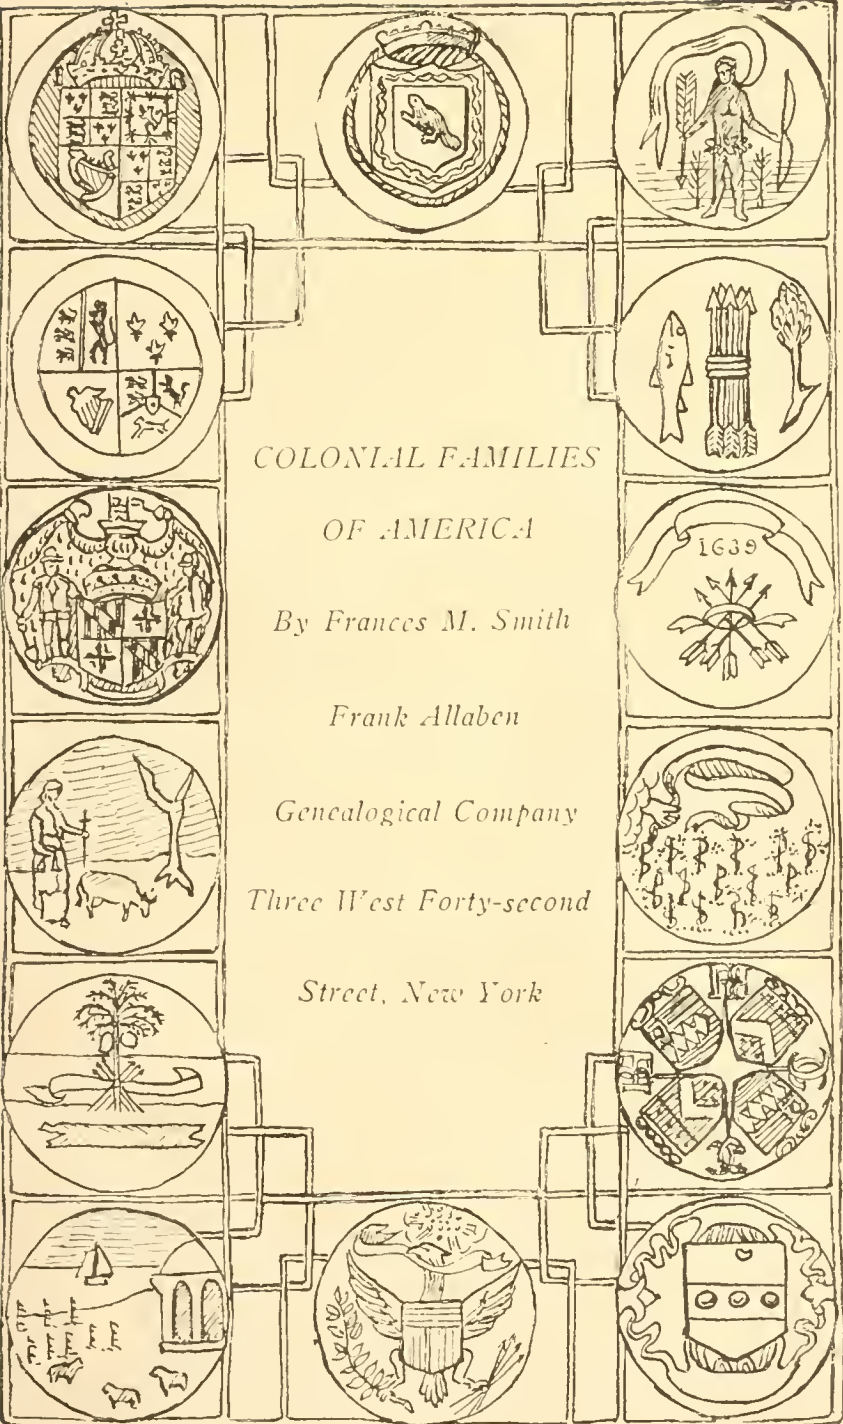 COLONIAL FAMILIES
OF AMERICA
By Frances M. Smith
Frank Allaben
Genealogical Company
Three West Forty-second
Street, New York
1639